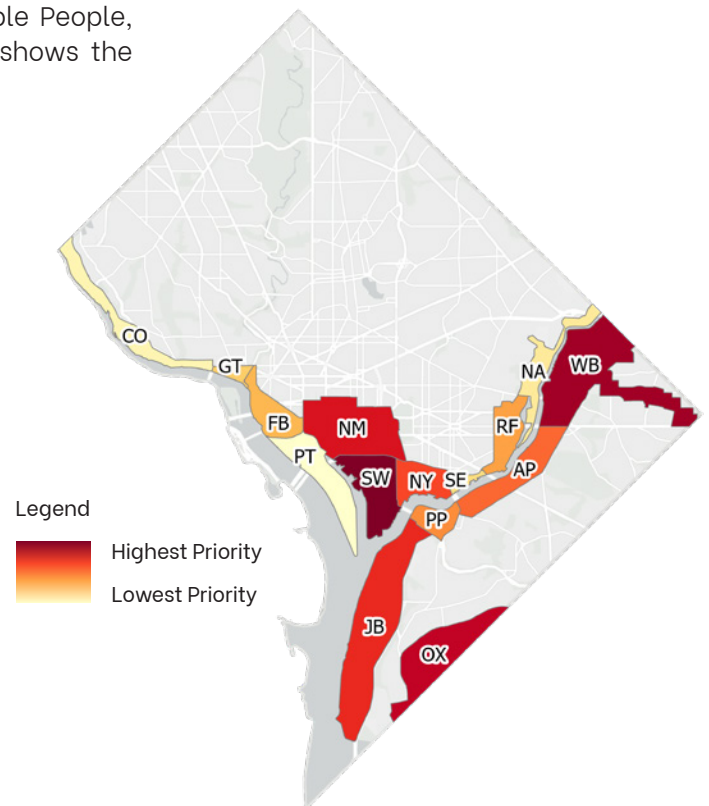 ble People,
shows the
CO
GT
FB
PT
NM
SW
NY
SE
PP
RF
NA
WB
AP
JB
OX
Legend
Highest Priority
Lowest Priority